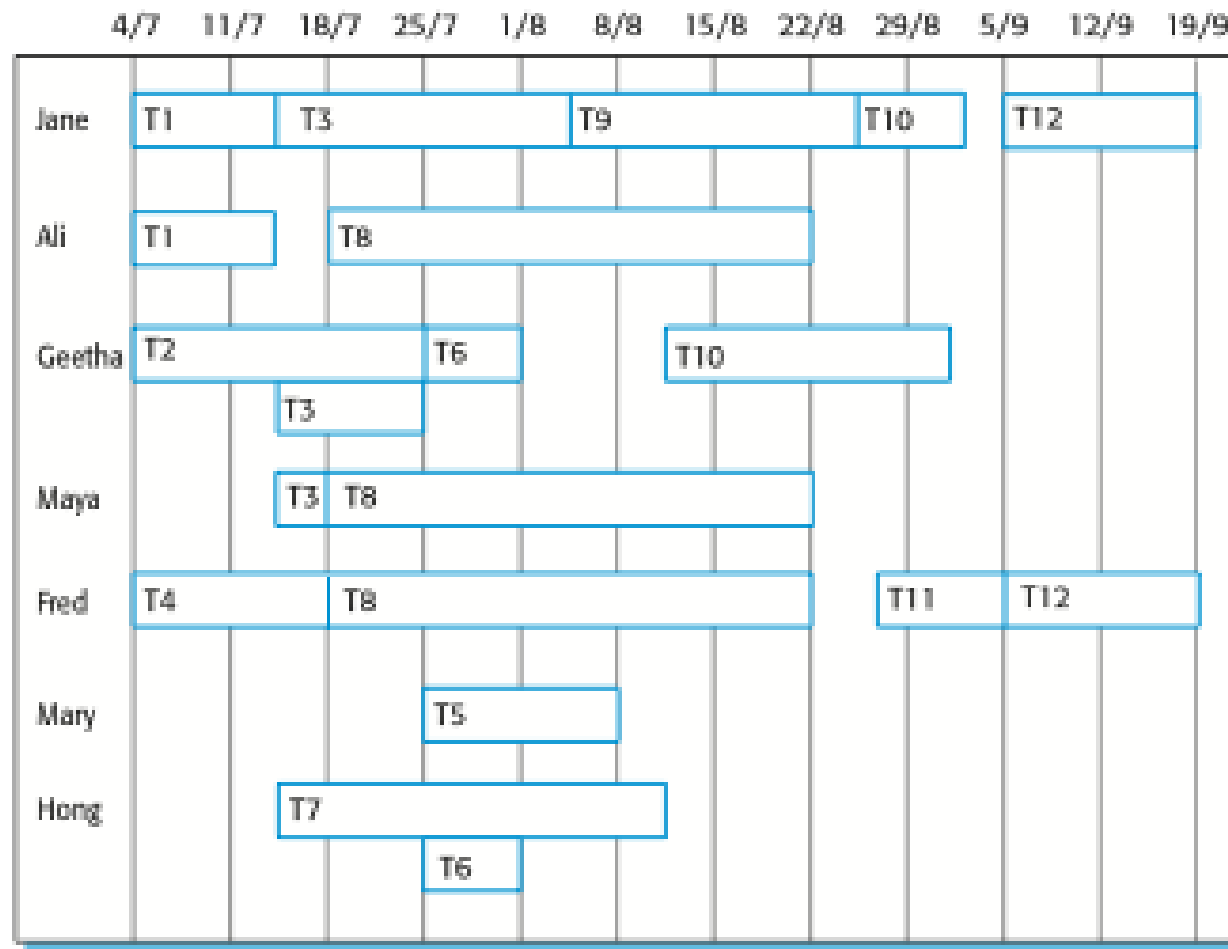 4/7 11/7 18/7 25/7 1/8 8/8 15/8 22/8 29/8 5/9 12/9 19/9
Jane T1 T3 T9 T10 T12
Ali T1 T8
Geetha T2 T6 T10
T3
Maya T3 T8
Fred T4 T8 T11 T12
Mary T5
Hong T7
T6